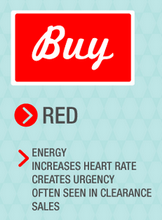 Buy
RED
ENERGY
INCREASES HEART RATE
CREATES URGENCY
OFTEN SEEN IN CLEARANCE
SALES